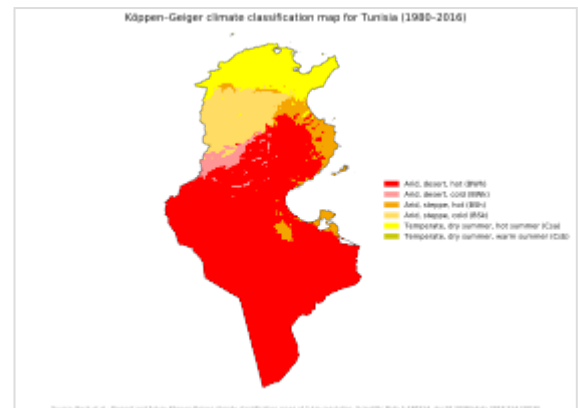 Köppen-Geiger climate classification map for Tunisia (1980-2016)
Arid, desert, hot (BWh)
Arid, desert, cold (BWk)
Arid, steppe, hot (BSh)
Arid, steppe, cold (BSk)
Temperate, dry summer, hot summer (Csa)
Temperate, dry summer, warm summer (Csb)